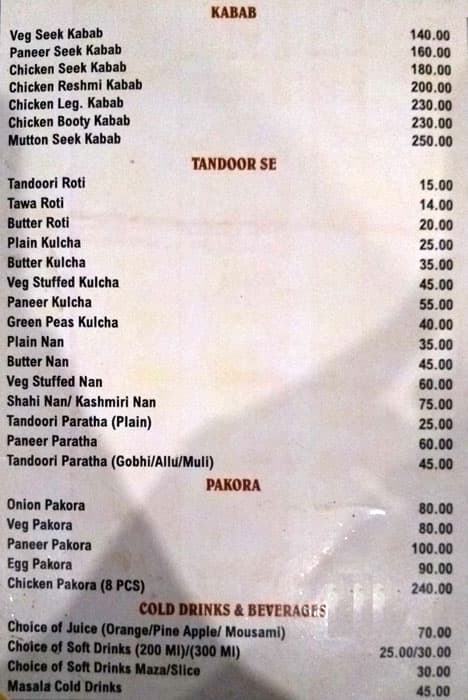 KABAB
Veg Seek Kabab 140.00
Paneer Seek Kabab 160.00
Chicken Seek Kabab 180.00
Chicken Reshmi Kabab 200.00
Chicken Leg. Kabab 230.00
Chicken Booty Kabab 230.00
Mutton Seek Kabab 250.00
TANDOOR SE
Tandoori Roti 15.00
Tawa Roti 14.00
Butter Roti 20.00
Plain Kulcha 25.00
Butter Kulcha 35.00
Veg Stuffed Kulcha 45.00
Paneer Kulcha 55.00
Green Peas Kulcha 40.00
Plain Nan 35.00
Butter Nan 45.00
Veg Stuffed Nan 60.00
Shahi Nan/ Kashmiri Nan 75.00
Tandoori Paratha (Plain) 25.00
Paneer Paratha 60.00
Tandoori Paratha (Gobhi/Allu/Muli) 45.00
PAKORA
Onion Pakora 80.00
Veg Pakora 80.00
Paneer Pakora 100.00
Egg Pakora 90.00
Chicken Pakora (8 PCS) 240.00
COLD DRINKS & BEVERAGES
Choice of Juice (Orange/Pine Apple/ Mousami) 70.00
Choice of Soft Drinks (200 Ml)/(300 Ml) 25.00/30.00
Choice of Soft Drinks Maza/Slice 30.00
Masala Cold Drinks 45.00